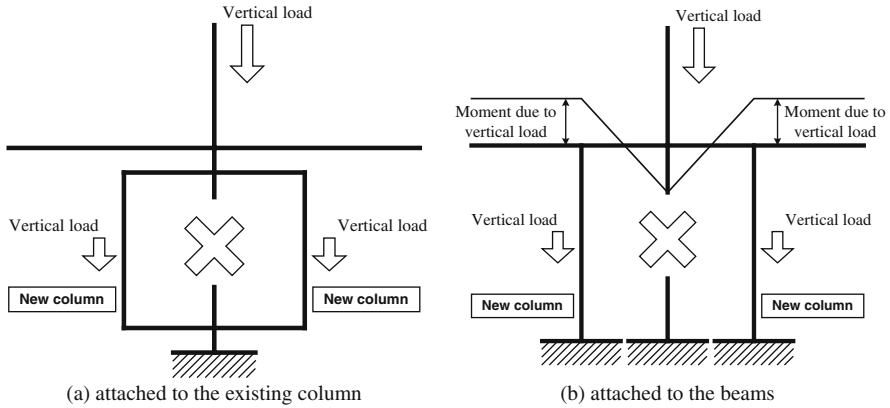 Vertical load
Vertical load
Vertical load
New column
New column
(a) attached to the existing column
Vertical load
Moment due to
vertical load
Moment due to
vertical load
Vertical load
Vertical load
New column
New column
(b) attached to the beams